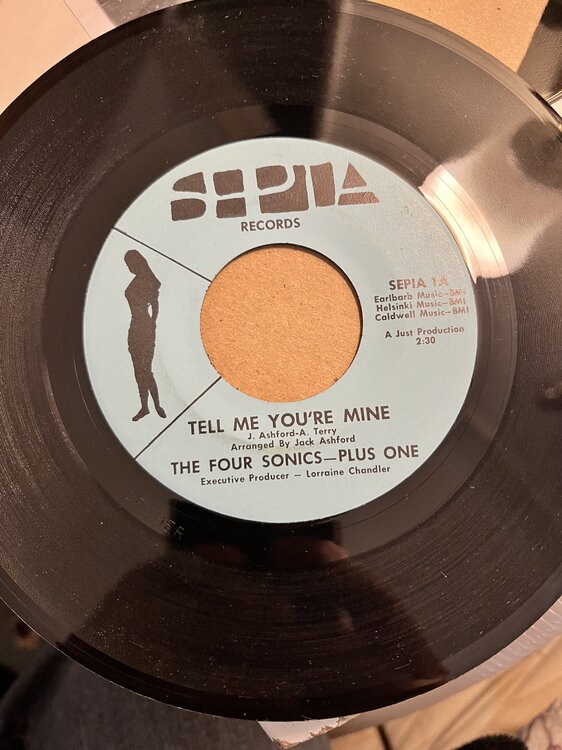 SEPIA
RECORDS
SEPIA 1A
Earlbarb Music—BMI
Helsinki Music—BMI
Caldwell Music—BMI
A Just Production
2:30
TELL ME YOU'RE MINE
J. Ashford-A. Terry
Arranged By Jack Ashford
THE FOUR SONICS—PLUS ONE
Executive Producer — Lorraine Chandler